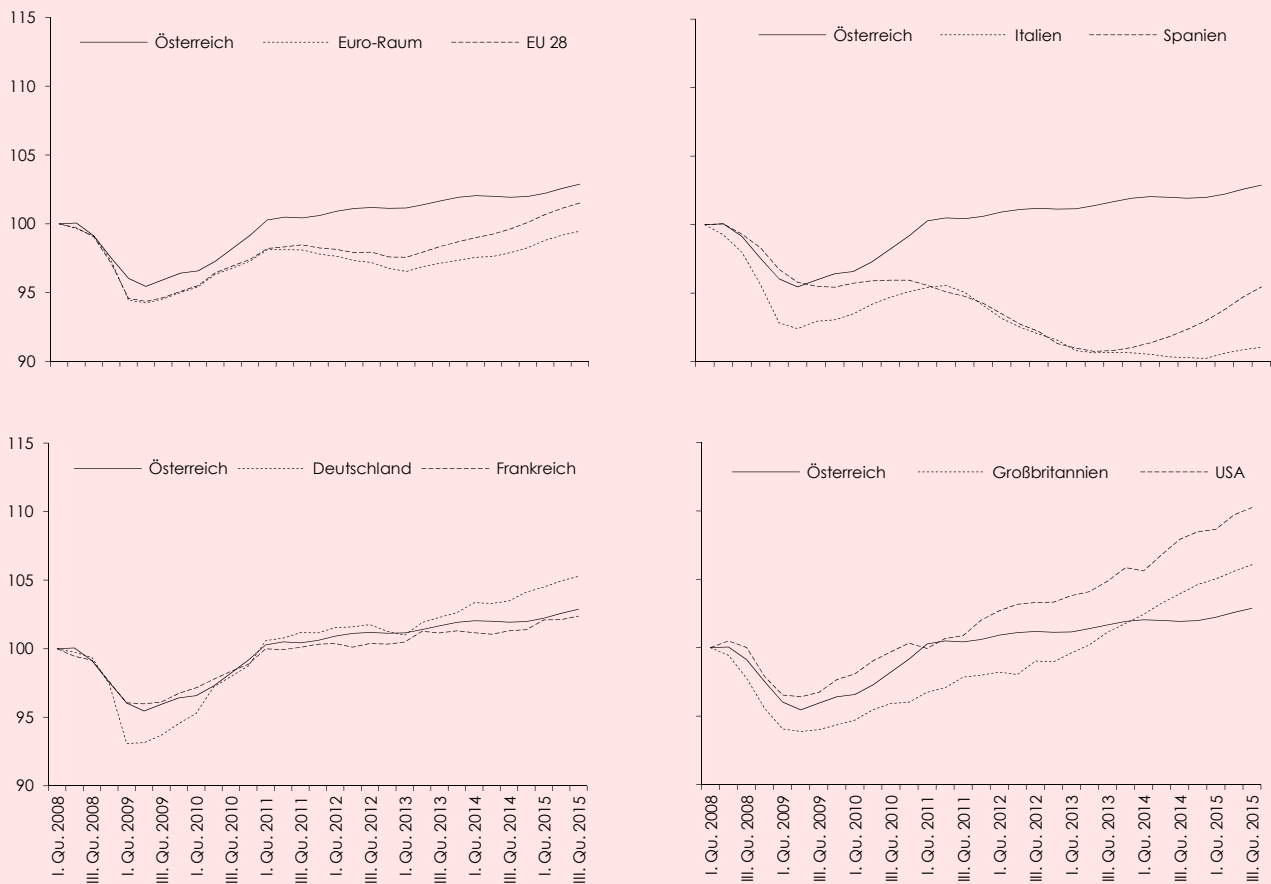 115
110
105
100
95
90
Österreich Euro-Raum EU 28
Österreich Italien Spanien
115
110
105
100
95
90
Österreich Deutschland Frankreich
Österreich Großbritannien USA
I. Qu. 2008
III. Qu. 2008
I. Qu. 2009
III. Qu. 2009
I. Qu. 2010
III. Qu. 2010
I. Qu. 2011
III. Qu. 2011
I. Qu. 2012
III. Qu. 2012
I. Qu. 2013
III. Qu. 2013
I. Qu. 2014
III. Qu. 2014
I. Qu. 2015
III. Qu. 2015
I. Qu. 2008
III. Qu. 2008
I. Qu. 2009
III. Qu. 2009
I. Qu. 2010
III. Qu. 2010
I. Qu. 2011
III. Qu. 2011
I. Qu. 2012
III. Qu. 2012
I. Qu. 2013
III. Qu. 2013
I. Qu. 2014
III. Qu. 2014
I. Qu. 2015
III. Qu. 2015